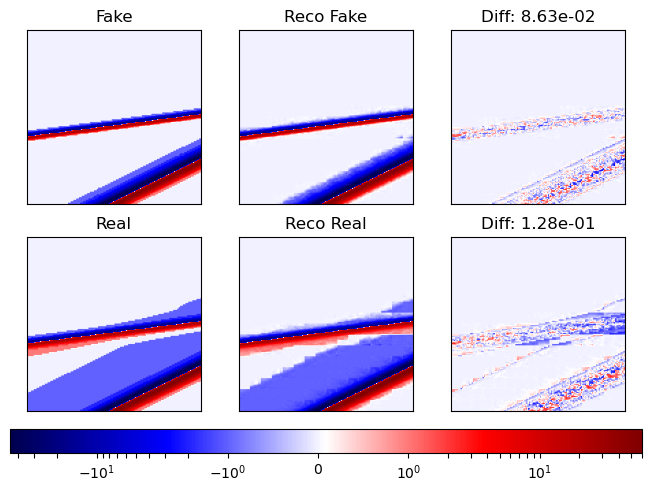 Fake Reco Fake Diff: 8.63e-02
Real Reco Real Diff: 1.28e-01
−10¹ −10⁰ 0 10⁰ 10¹